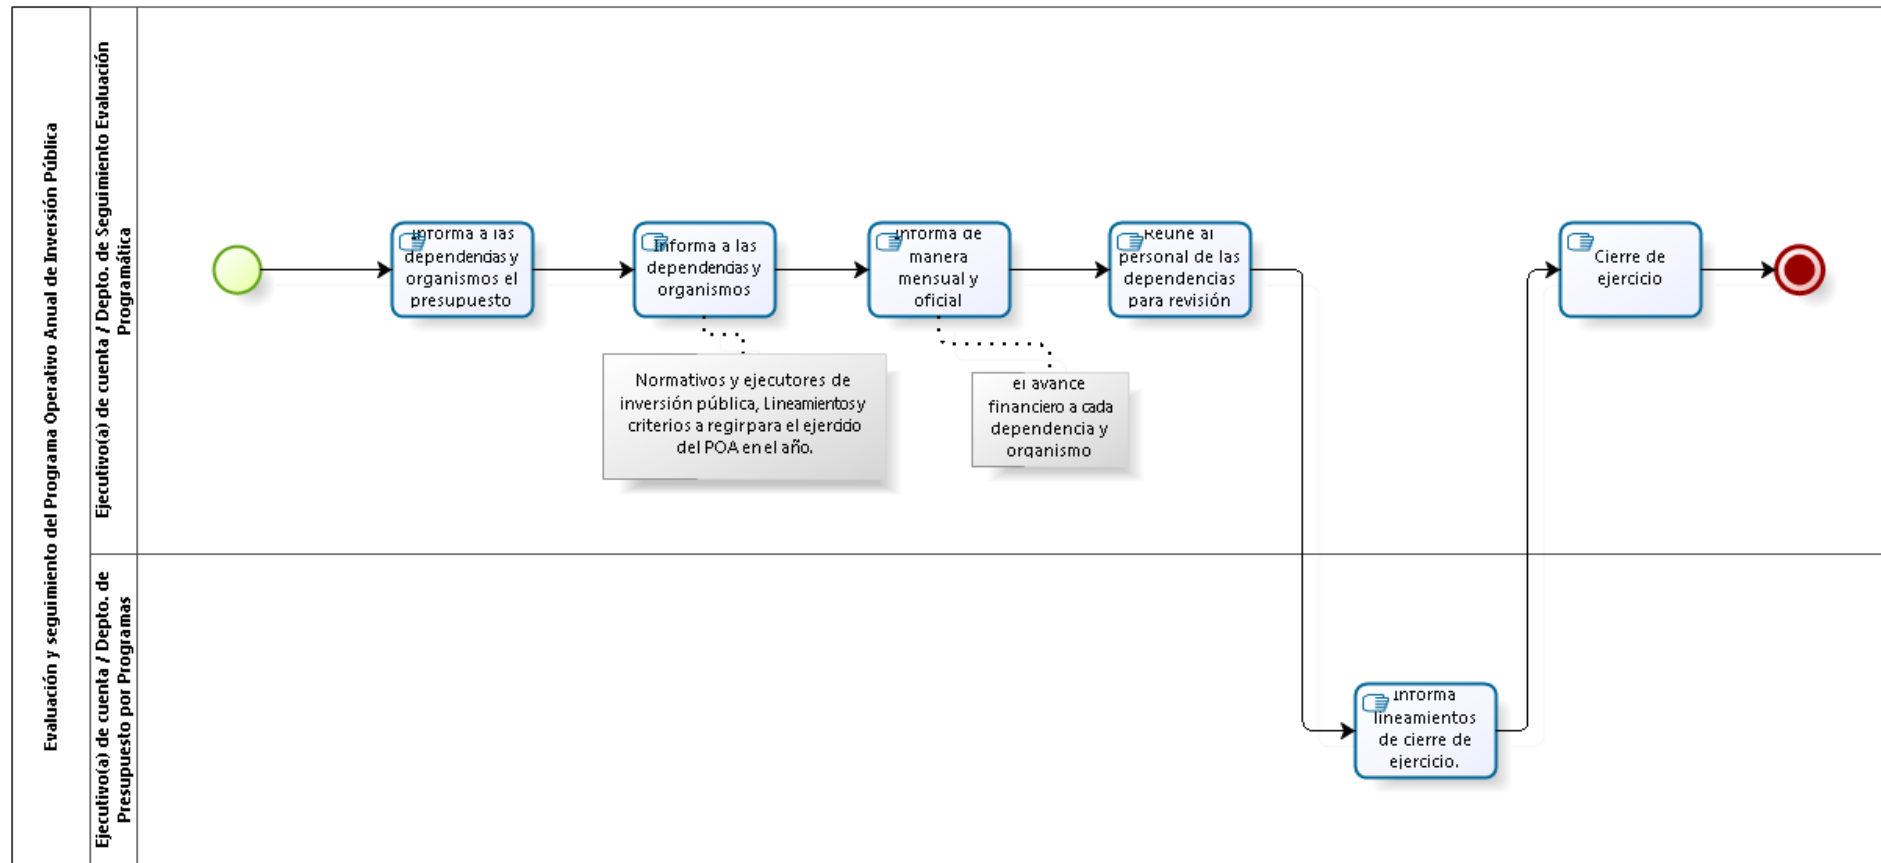 Evaluación y seguimiento del Programa Operativo Anual de Inversión Pública
Ejecutivo(a) de cuenta / Depto. de Seguimiento Evaluación
Programática
Informa a las
dependencias y
organismos el
presupuesto
Informa a las
dependencias y
organismos
Informa de
manera
mensual y
oficial
Reúne al
personal de las
dependencias
para revisión
Cierre de
ejercicio
Normativos y ejecutores de
inversión pública, Lineamientos y
criterios a regir para el ejercicio
del POA en el año.
el avance
financiero a cada
dependencia y
organismo
Ejecutivo(a) de cuenta / Depto. de
Presupuesto por Programas
Informa
lineamientos
de cierre de
ejercicio.